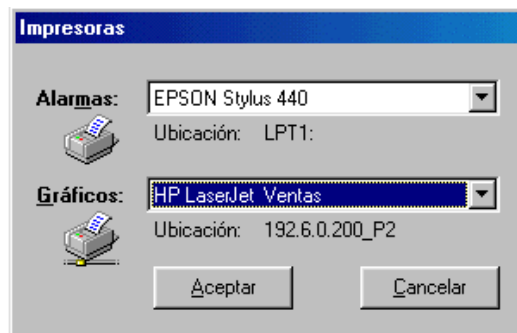 Impresoras
Alarmas: EPSON Stylus 440
Ubicación: LPT1:
Gráficos: HP LaserJet Ventas
Ubicación: 192.6.0.200_P2
Aceptar Cancelar